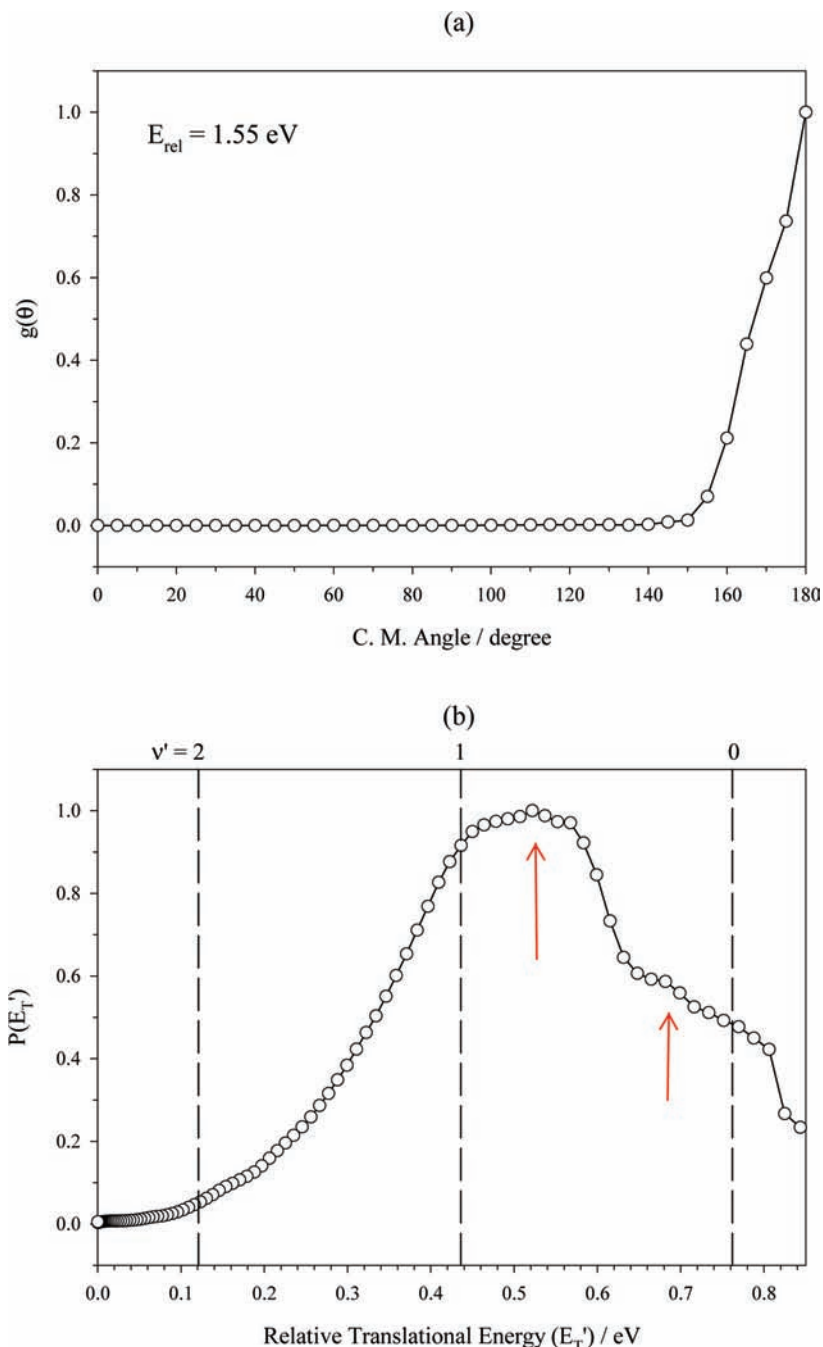 (a)
1.0
E_rel = 1.55 eV
0.8
0.6
g(θ)
0.4
0.2
0.0
0 20 40 60 80 100 120 140 160 180
C. M. Angle / degree
(b)
ν' = 2 1 0
1.0
0.8
0.6
P(E_T')
0.4
0.2
0.0
0.0 0.1 0.2 0.3 0.4 0.5 0.6 0.7 0.8
Relative Translational Energy (E_T') / eV